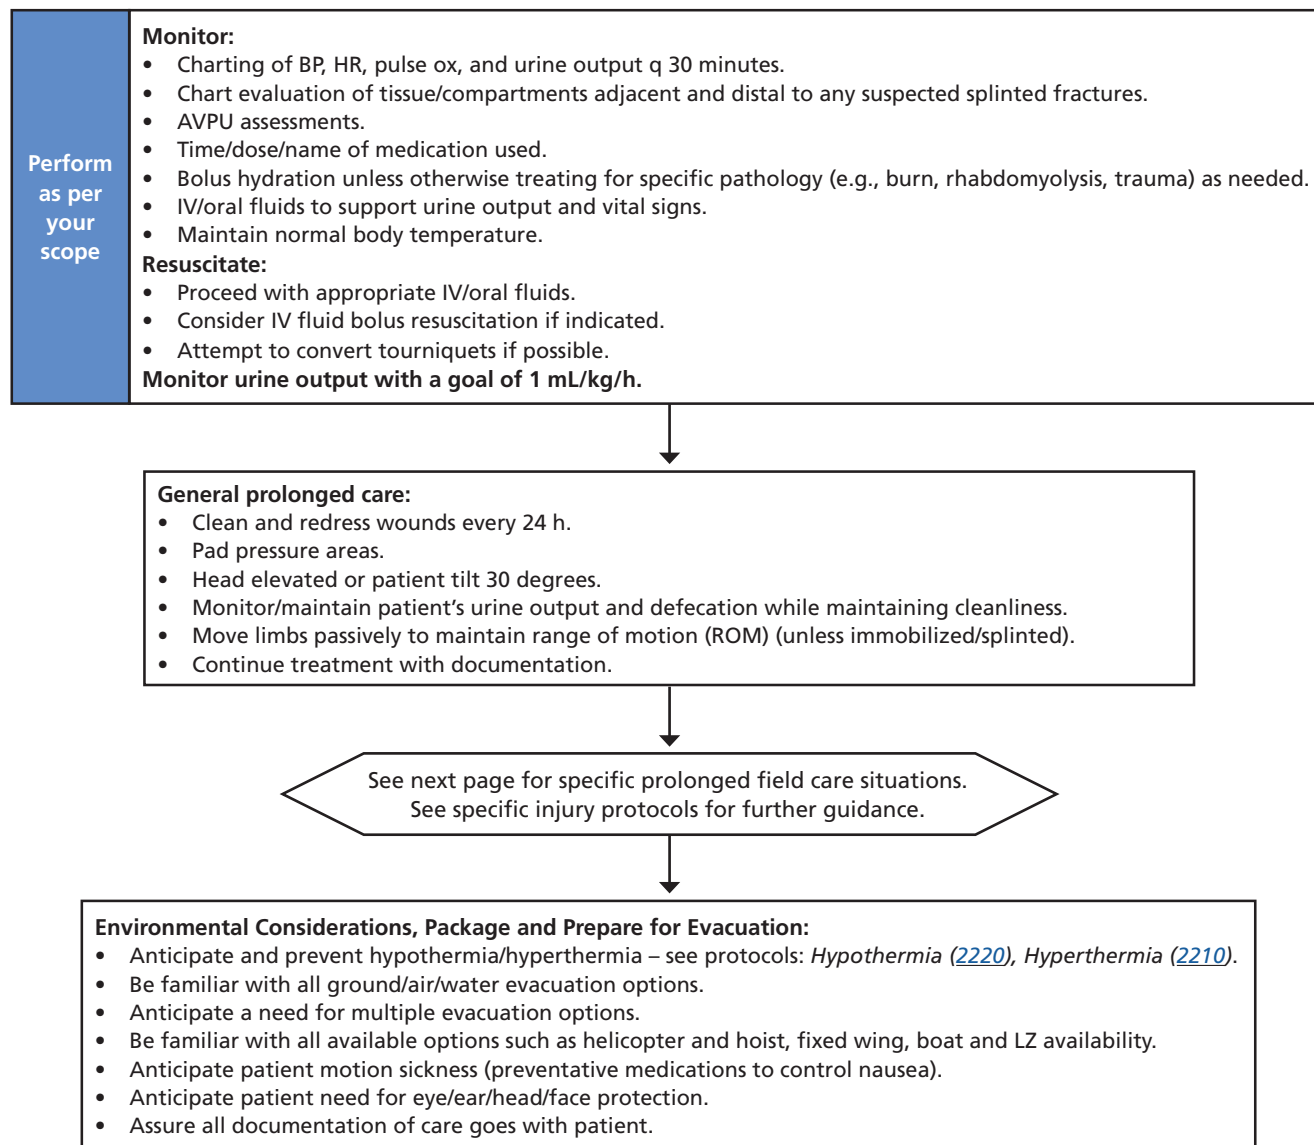 Perform
as per
your
scope
Monitor:
• Charting of BP, HR, pulse ox, and urine output q 30 minutes.
• Chart evaluation of tissue/compartments adjacent and distal to any suspected splinted fractures.
• AVPU assessments.
• Time/dose/name of medication used.
• Bolus hydration unless otherwise treating for specific pathology (e.g., burn, rhabdomyolysis, trauma) as needed.
• IV/oral fluids to support urine output and vital signs.
• Maintain normal body temperature.
Resuscitate:
• Proceed with appropriate IV/oral fluids.
• Consider IV fluid bolus resuscitation if indicated.
• Attempt to convert tourniquets if possible.
Monitor urine output with a goal of 1 mL/kg/h.
General prolonged care:
• Clean and redress wounds every 24 h.
• Pad pressure areas.
• Head elevated or patient tilt 30 degrees.
• Monitor/maintain patient's urine output and defecation while maintaining cleanliness.
• Move limbs passively to maintain range of motion (ROM) (unless immobilized/splinted).
• Continue treatment with documentation.
See next page for specific prolonged field care situations.
See specific injury protocols for further guidance.
Environmental Considerations, Package and Prepare for Evacuation:
• Anticipate and prevent hypothermia/hyperthermia – see protocols: Hypothermia (2220), Hyperthermia (2210).
• Be familiar with all ground/air/water evacuation options.
• Anticipate a need for multiple evacuation options.
• Be familiar with all available options such as helicopter and hoist, fixed wing, boat and LZ availability.
• Anticipate patient motion sickness (preventative medications to control nausea).
• Anticipate patient need for eye/ear/head/face protection.
• Assure all documentation of care goes with patient.